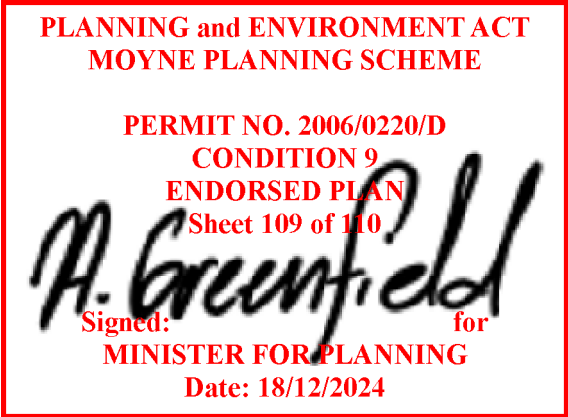 PLANNING and ENVIRONMENT ACT
MOYNE PLANNING SCHEME
PERMIT NO. 2006/0220/D
CONDITION 9
ENDORSED PLAN
Sheet 109 of 110
A. Greenfield
Signed: for
MINISTER FOR PLANNING
Date: 18/12/2024